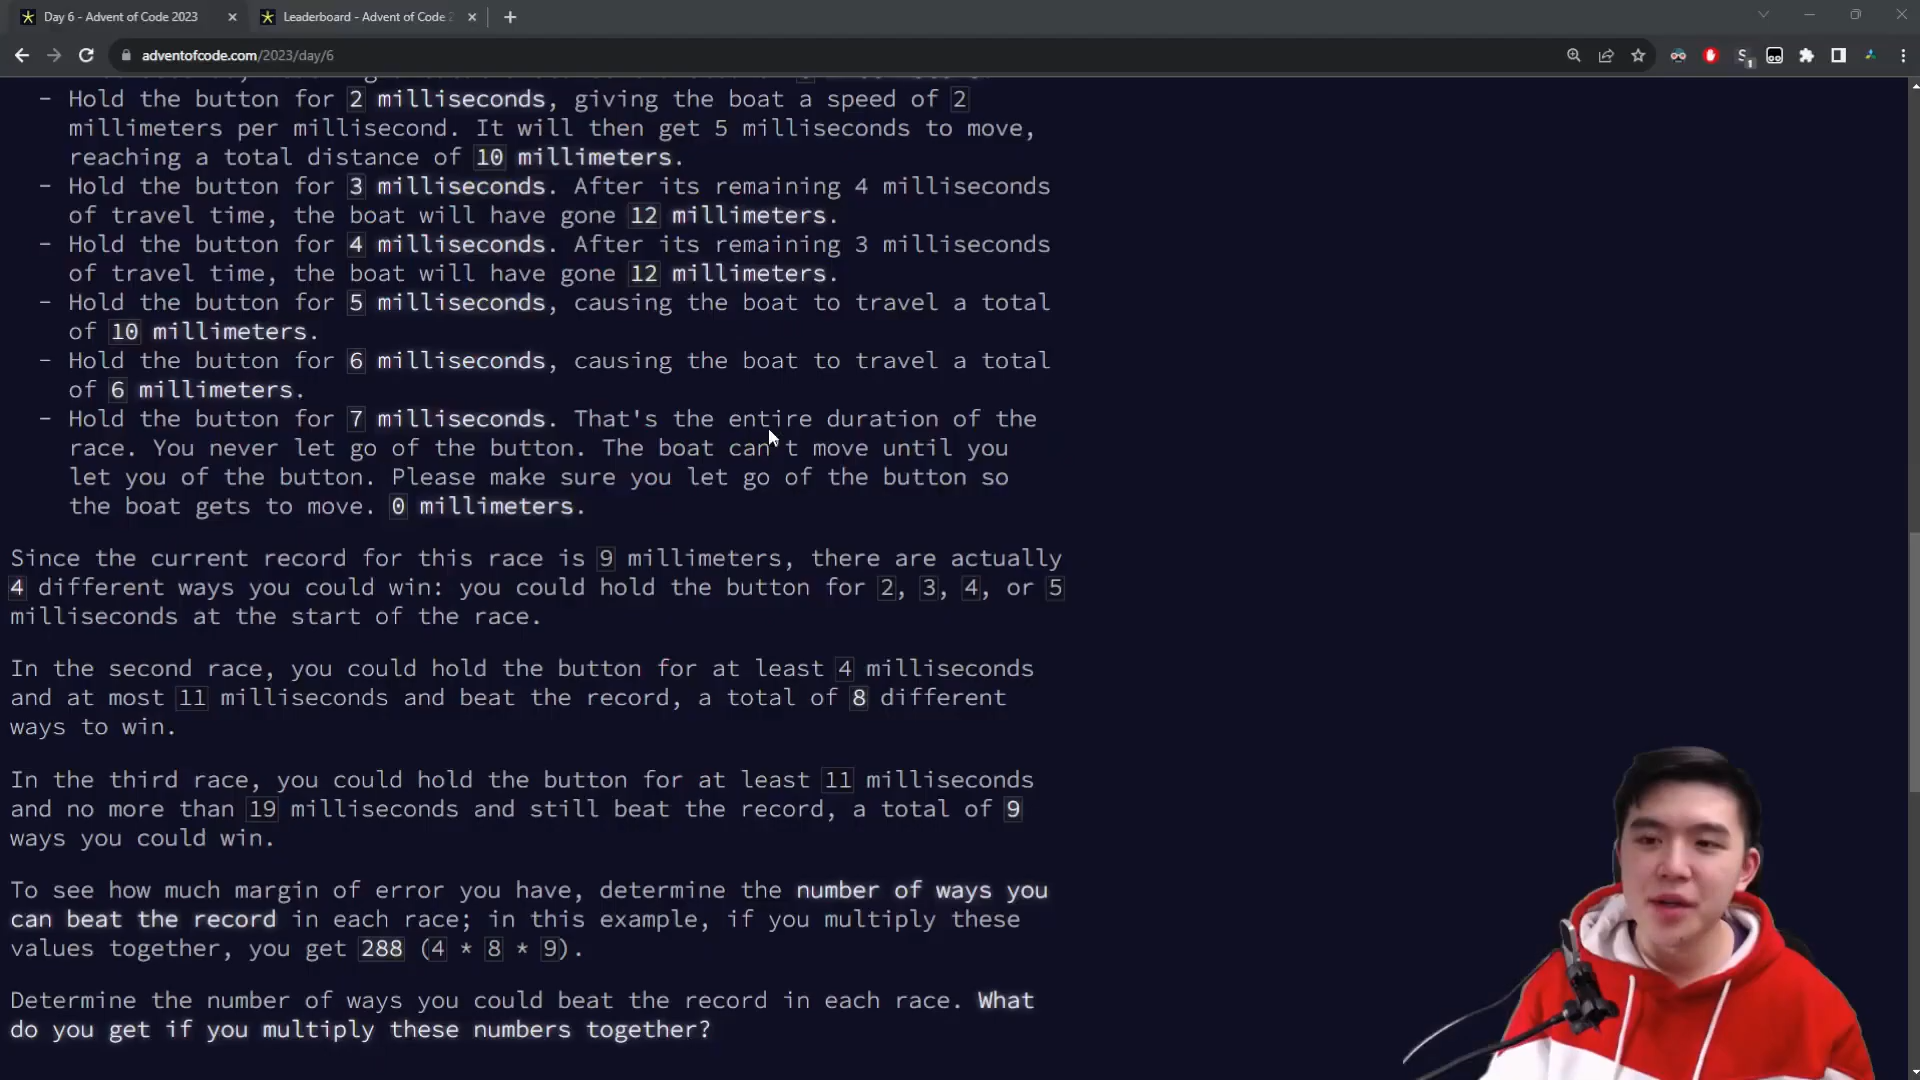 Day 6 - Advent of Code 2023
Leaderboard - Advent of Code 2
adventofcode.com/2023/day/6
- Hold the button for 2 milliseconds, giving the boat a speed of 2
millimeters per millisecond. It will then get 5 milliseconds to move,
reaching a total distance of 10 millimeters.
- Hold the button for 3 milliseconds. After its remaining 4 milliseconds
of travel time, the boat will have gone 12 millimeters.
- Hold the button for 4 milliseconds. After its remaining 3 milliseconds
of travel time, the boat will have gone 12 millimeters.
- Hold the button for 5 milliseconds, causing the boat to travel a total
of 10 millimeters.
- Hold the button for 6 milliseconds, causing the boat to travel a total
of 6 millimeters.
- Hold the button for 7 milliseconds. That's the entire duration of the
race. You never let go of the button. The boat can't move until you
let you of the button. Please make sure you let go of the button so
the boat gets to move. 0 millimeters.
Since the current record for this race is 9 millimeters, there are actually
4 different ways you could win: you could hold the button for 2, 3, 4, or 5
milliseconds at the start of the race.
In the second race, you could hold the button for at least 4 milliseconds
and at most 11 milliseconds and beat the record, a total of 8 different
ways to win.
In the third race, you could hold the button for at least 11 milliseconds
and no more than 19 milliseconds and still beat the record, a total of 9
ways you could win.
To see how much margin of error you have, determine the number of ways you
can beat the record in each race; in this example, if you multiply these
values together, you get 288 (4 * 8 * 9).
Determine the number of ways you could beat the record in each race. What
do you get if you multiply these numbers together?